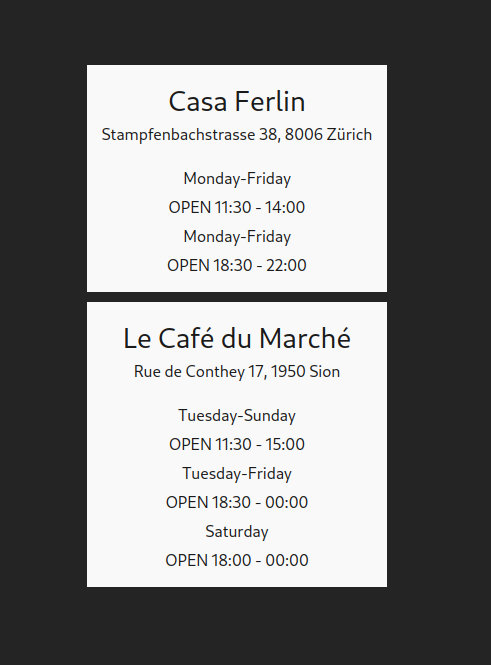 Casa Ferlin
Stampfenbachstrasse 38, 8006 Zürich
Monday-Friday
OPEN 11:30 - 14:00
Monday-Friday
OPEN 18:30 - 22:00
Le Café du Marché
Rue de Conthey 17, 1950 Sion
Tuesday-Sunday
OPEN 11:30 - 15:00
Tuesday-Friday
OPEN 18:30 - 00:00
Saturday
OPEN 18:00 - 00:00